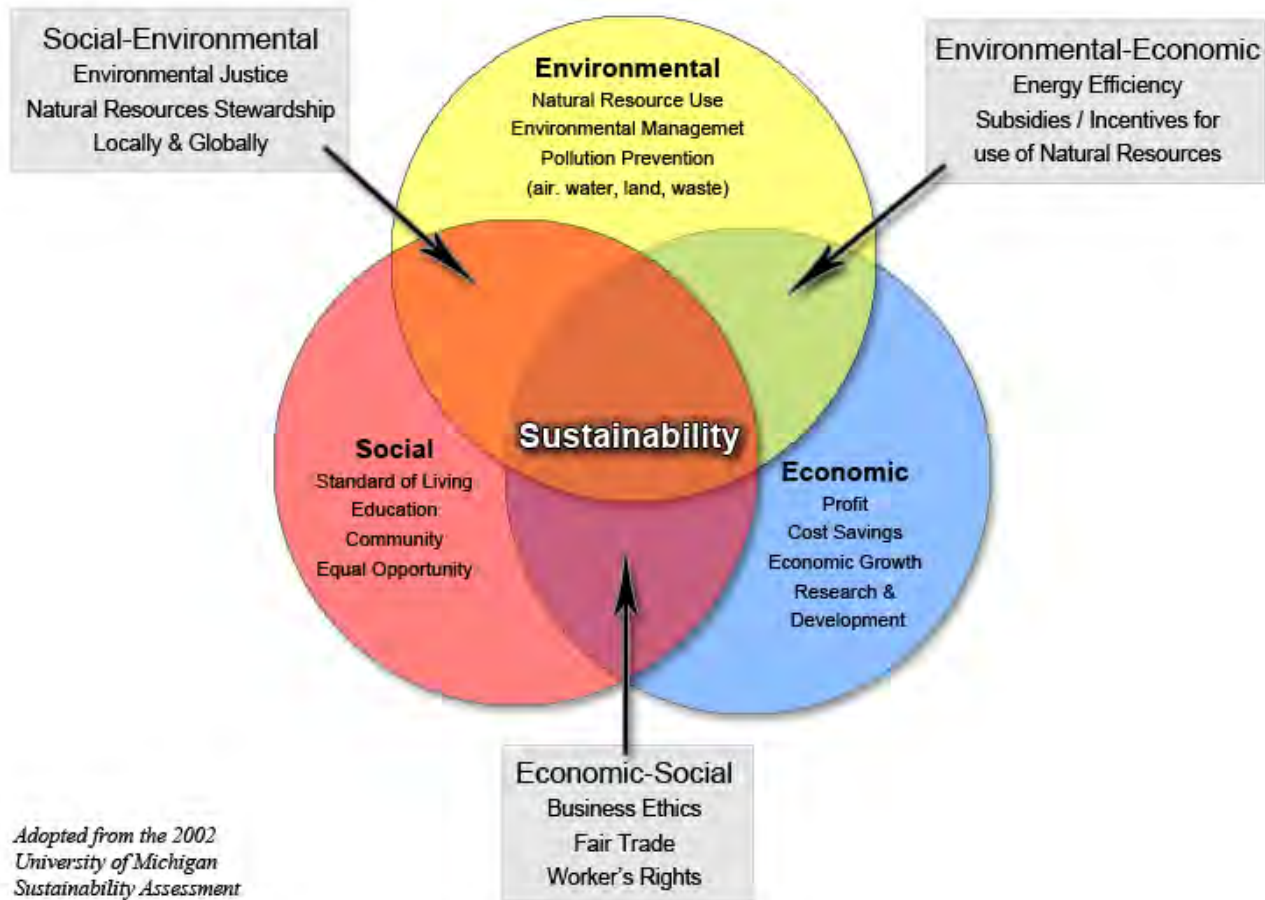 Social-Environmental
Environmental Justice
Natural Resources Stewardship
Locally & Globally
Environmental
Natural Resource Use
Environmental Managemet
Pollution Prevention
(air. water, land, waste)
Environmental-Economic
Energy Efficiency
Subsidies / Incentives for
use of Natural Resources
Sustainability
Social
Standard of Living
Education
Community
Equal Opportunity
Economic
Profit
Cost Savings
Economic Growth
Research &
Development
Economic-Social
Business Ethics
Fair Trade
Worker's Rights
Adopted from the 2002
University of Michigan
Sustainability Assessment